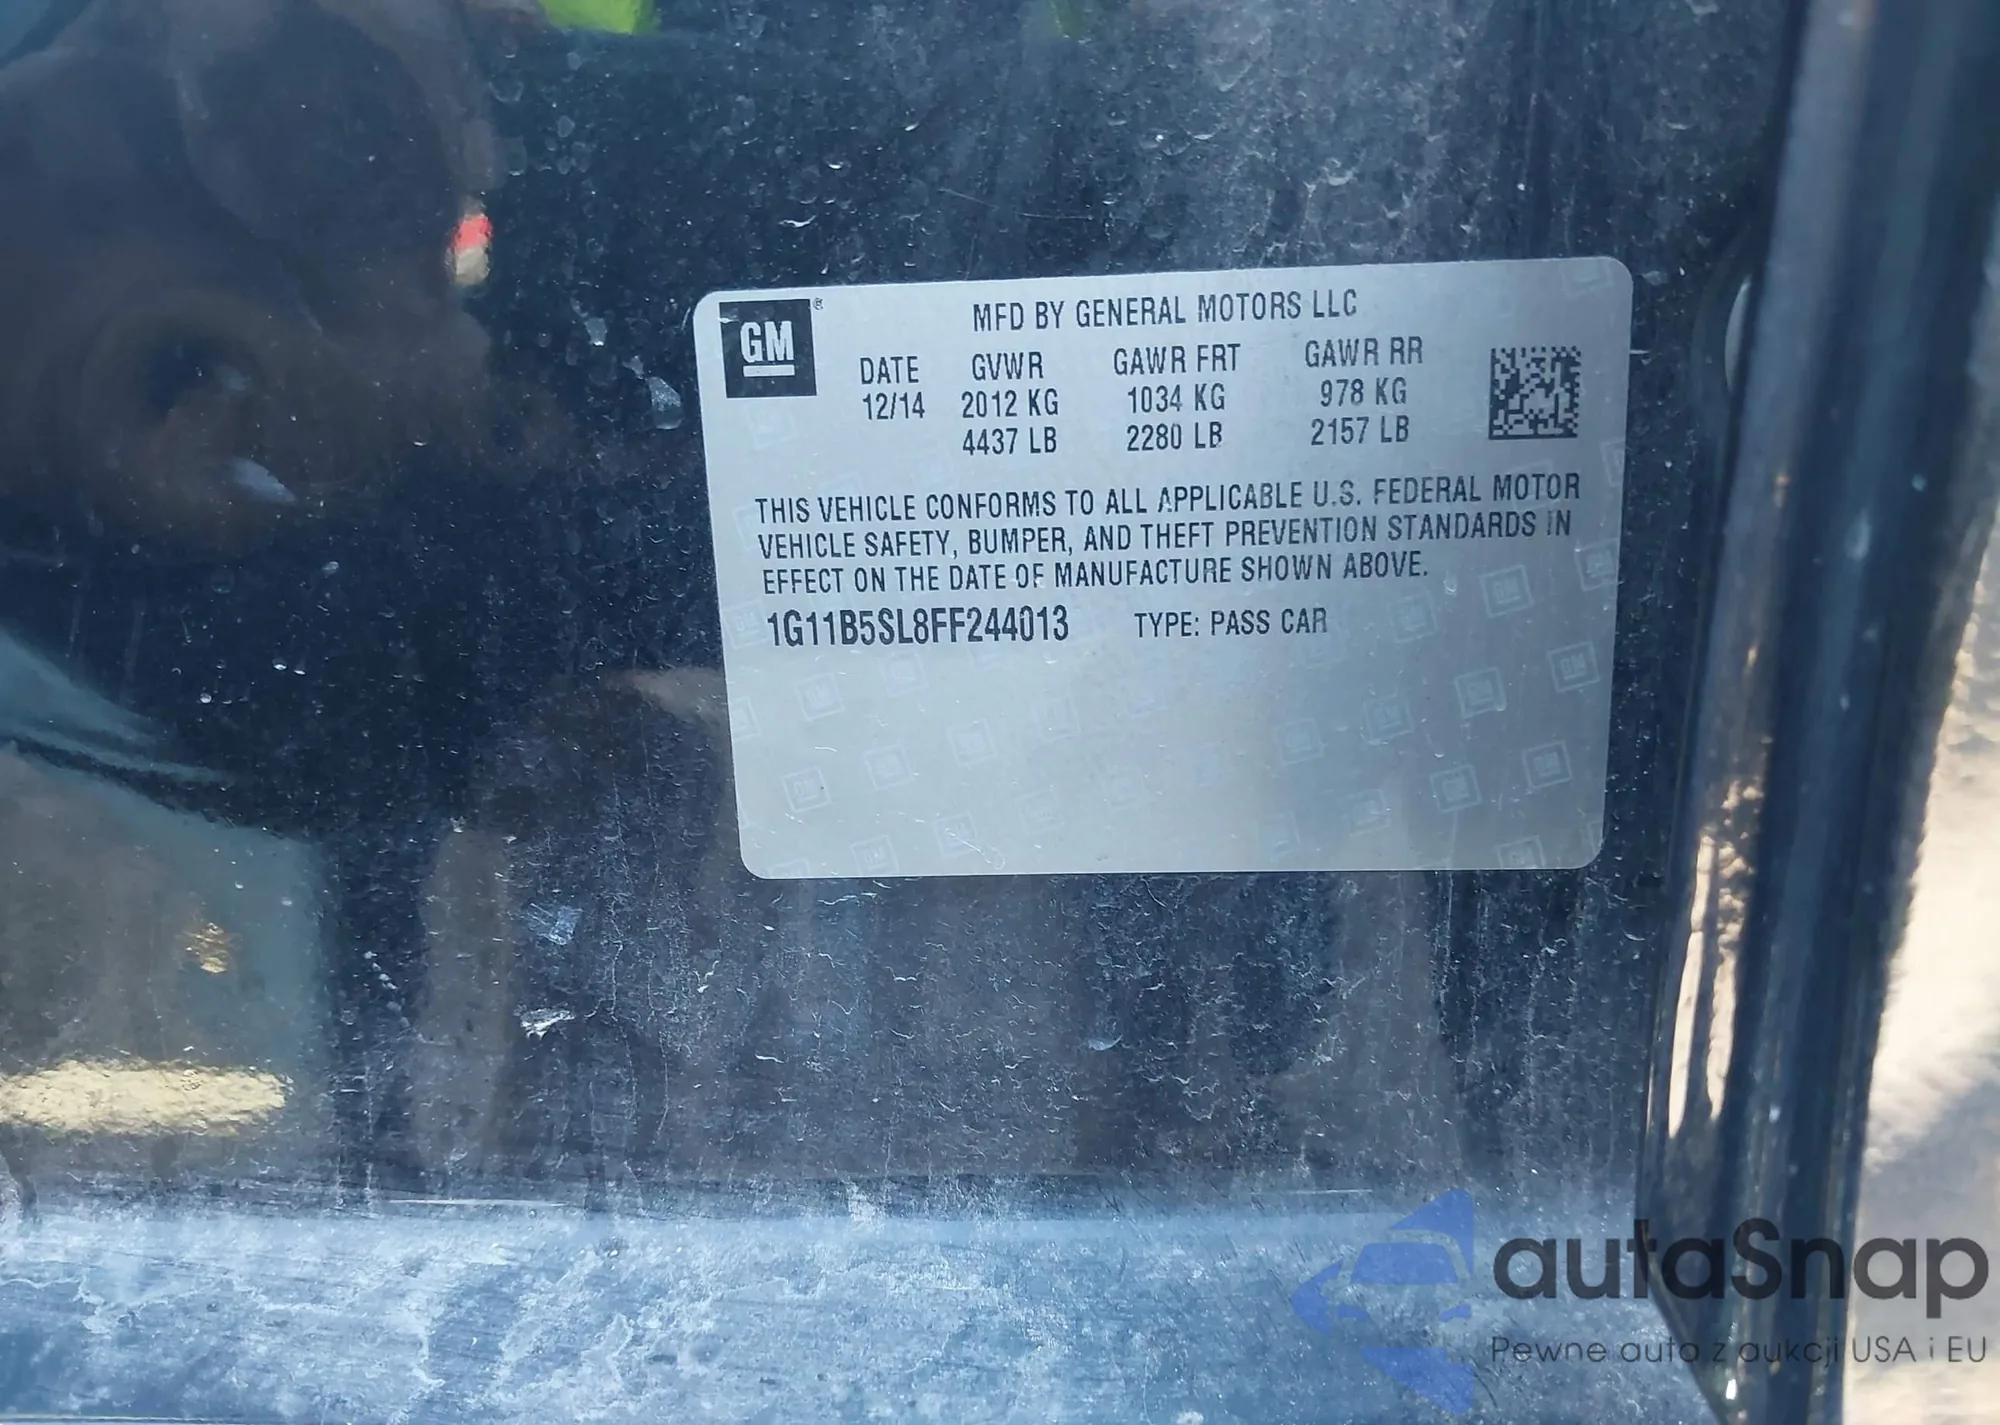 GM ®
MFD BY GENERAL MOTORS LLC
DATE GVWR GAWR FRT GAWR RR
12/14 2012 KG 1034 KG 978 KG
4437 LB 2280 LB 2157 LB
THIS VEHICLE CONFORMS TO ALL APPLICABLE U.S. FEDERAL MOTOR
VEHICLE SAFETY, BUMPER, AND THEFT PREVENTION STANDARDS IN
EFFECT ON THE DATE OF MANUFACTURE SHOWN ABOVE.
1G11B5SL8FF244013 TYPE: PASS CAR
autaSnap
Pewne auta z aukcji USA i EU